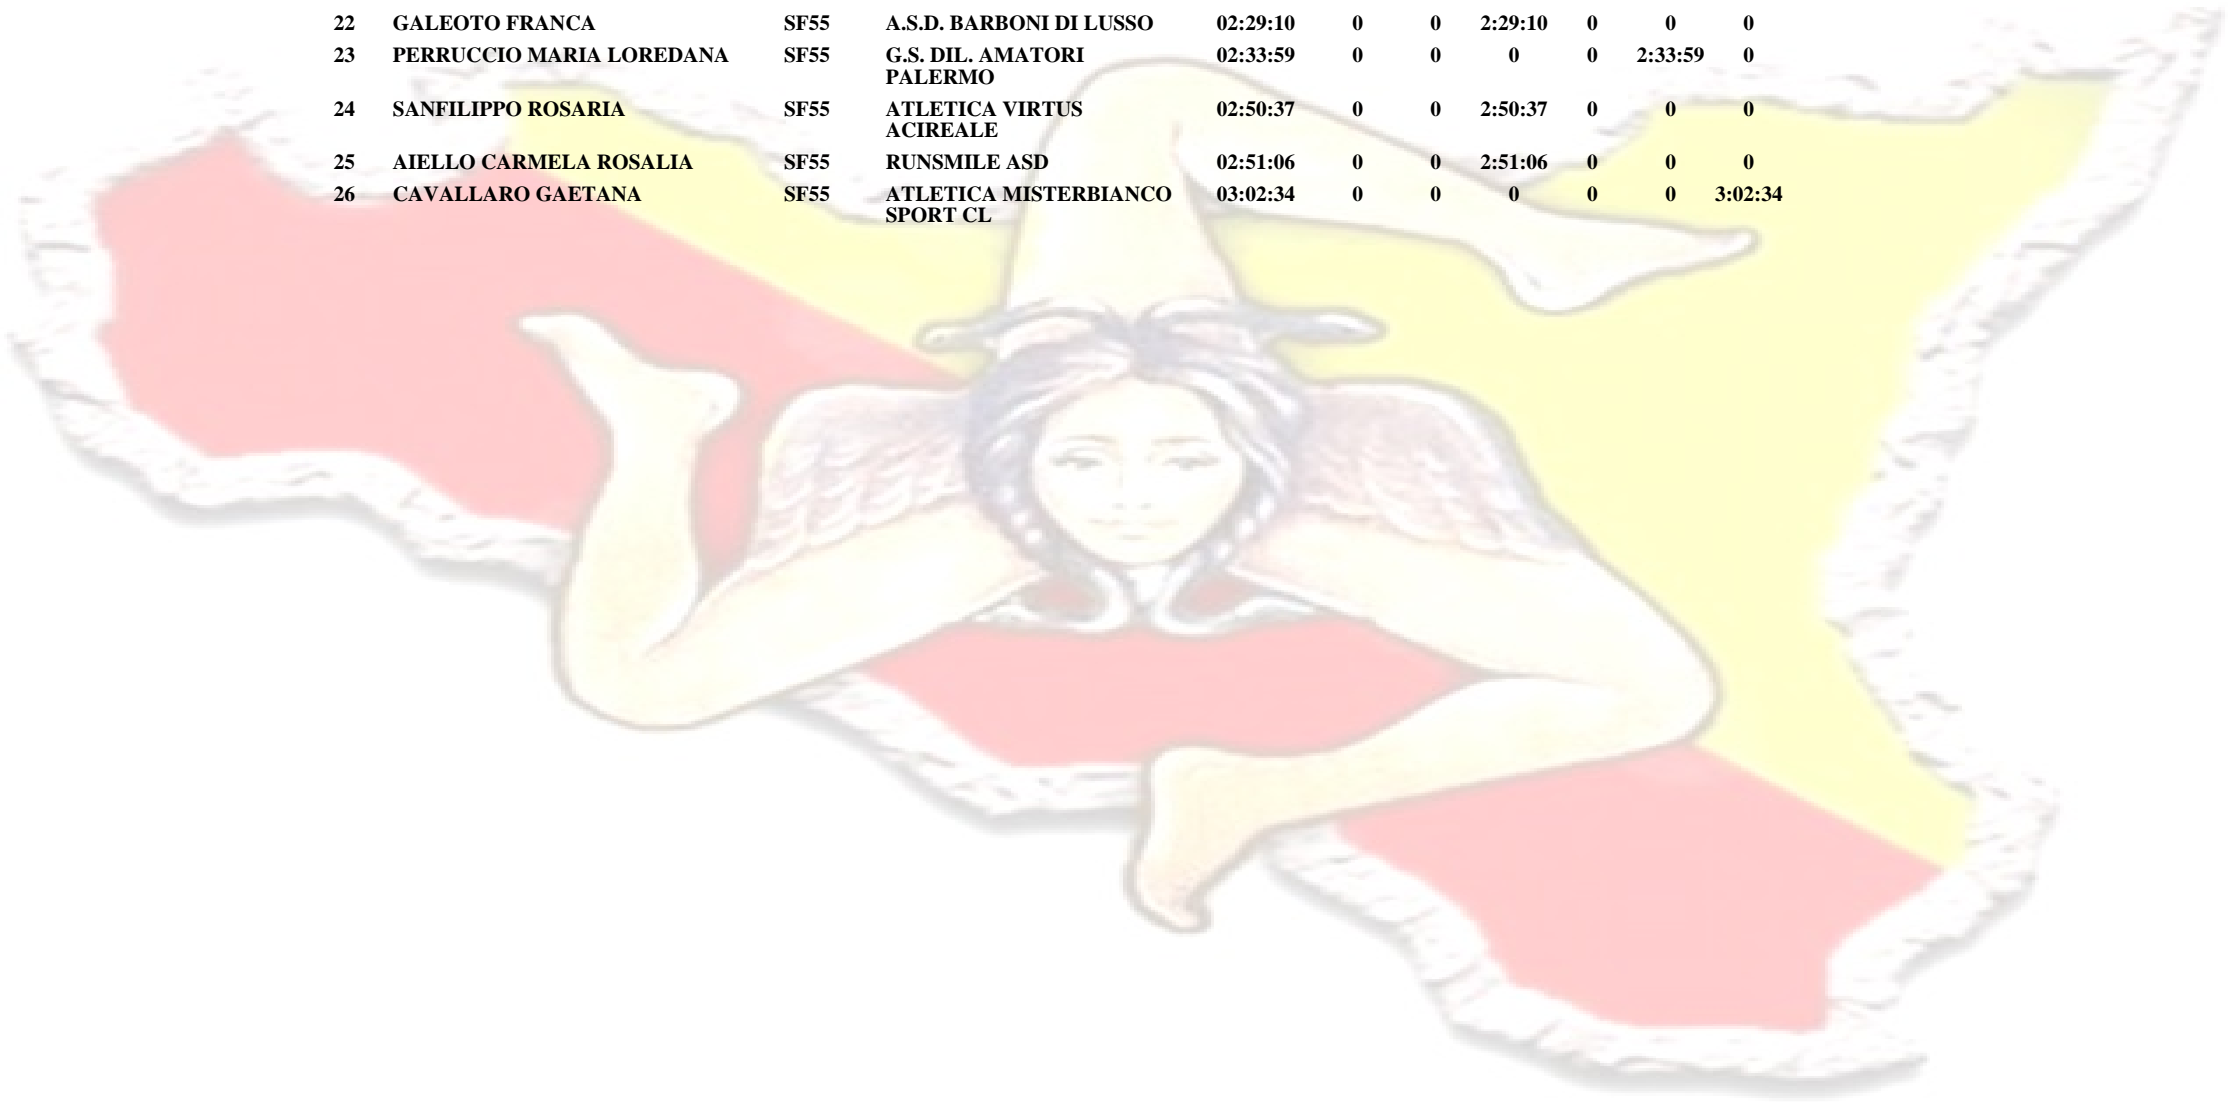 22 GALEOTO FRANCA SF55 A.S.D. BARBONI DI LUSSO 02:29:10 0 0 2:29:10 0 0 0
23 PERRUCCIO MARIA LOREDANA SF55 G.S. DIL. AMATORI 02:33:59 0 0 0 0 2:33:59 0
PALERMO
24 SANFILIPPO ROSARIA SF55 ATLETICA VIRTUS 02:50:37 0 0 2:50:37 0 0 0
ACIREALE
25 AIELLO CARMELA ROSALIA SF55 RUNSMILE ASD 02:51:06 0 0 2:51:06 0 0 0
26 CAVALLARO GAETANA SF55 ATLETICA MISTERBIANCO 03:02:34 0 0 0 0 0 3:02:34
SPORT CL